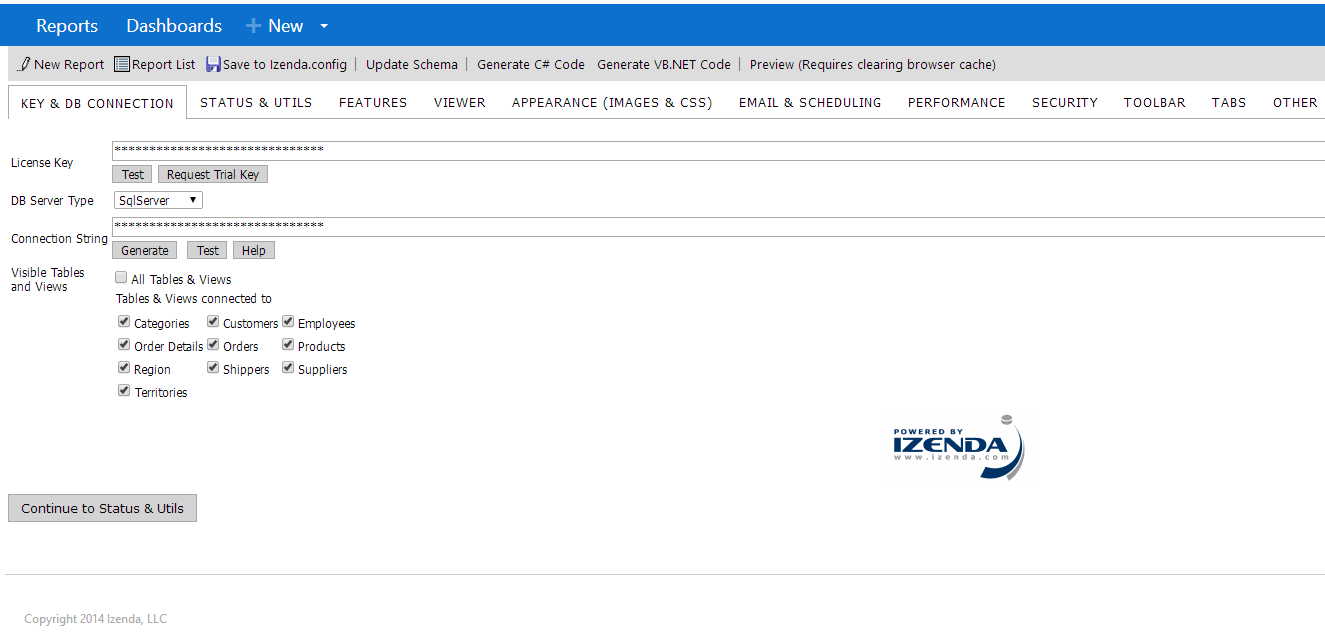 Reports Dashboards New
New Report Report List Save to Izenda.config | Update Schema | Generate C# Code Generate VB.NET Code | Preview (Requires clearing browser cache)
KEY & DB CONNECTION STATUS & UTILS FEATURES VIEWER APPEARANCE (IMAGES & CSS) EMAIL & SCHEDULING PERFORMANCE SECURITY TOOLBAR TABS OTHER
******************************
License Key
Test Request Trial Key
DB Server Type SqlServer
******************************
Connection String
Generate Test Help
Visible Tables
and Views
All Tables & Views
Tables & Views connected to
Categories Customers Employees
Order Details Orders Products
Region Shippers Suppliers
Territories
POWERED BY
IZENDA
www.izenda.com
Continue to Status & Utils
Copyright 2014 Izenda, LLC